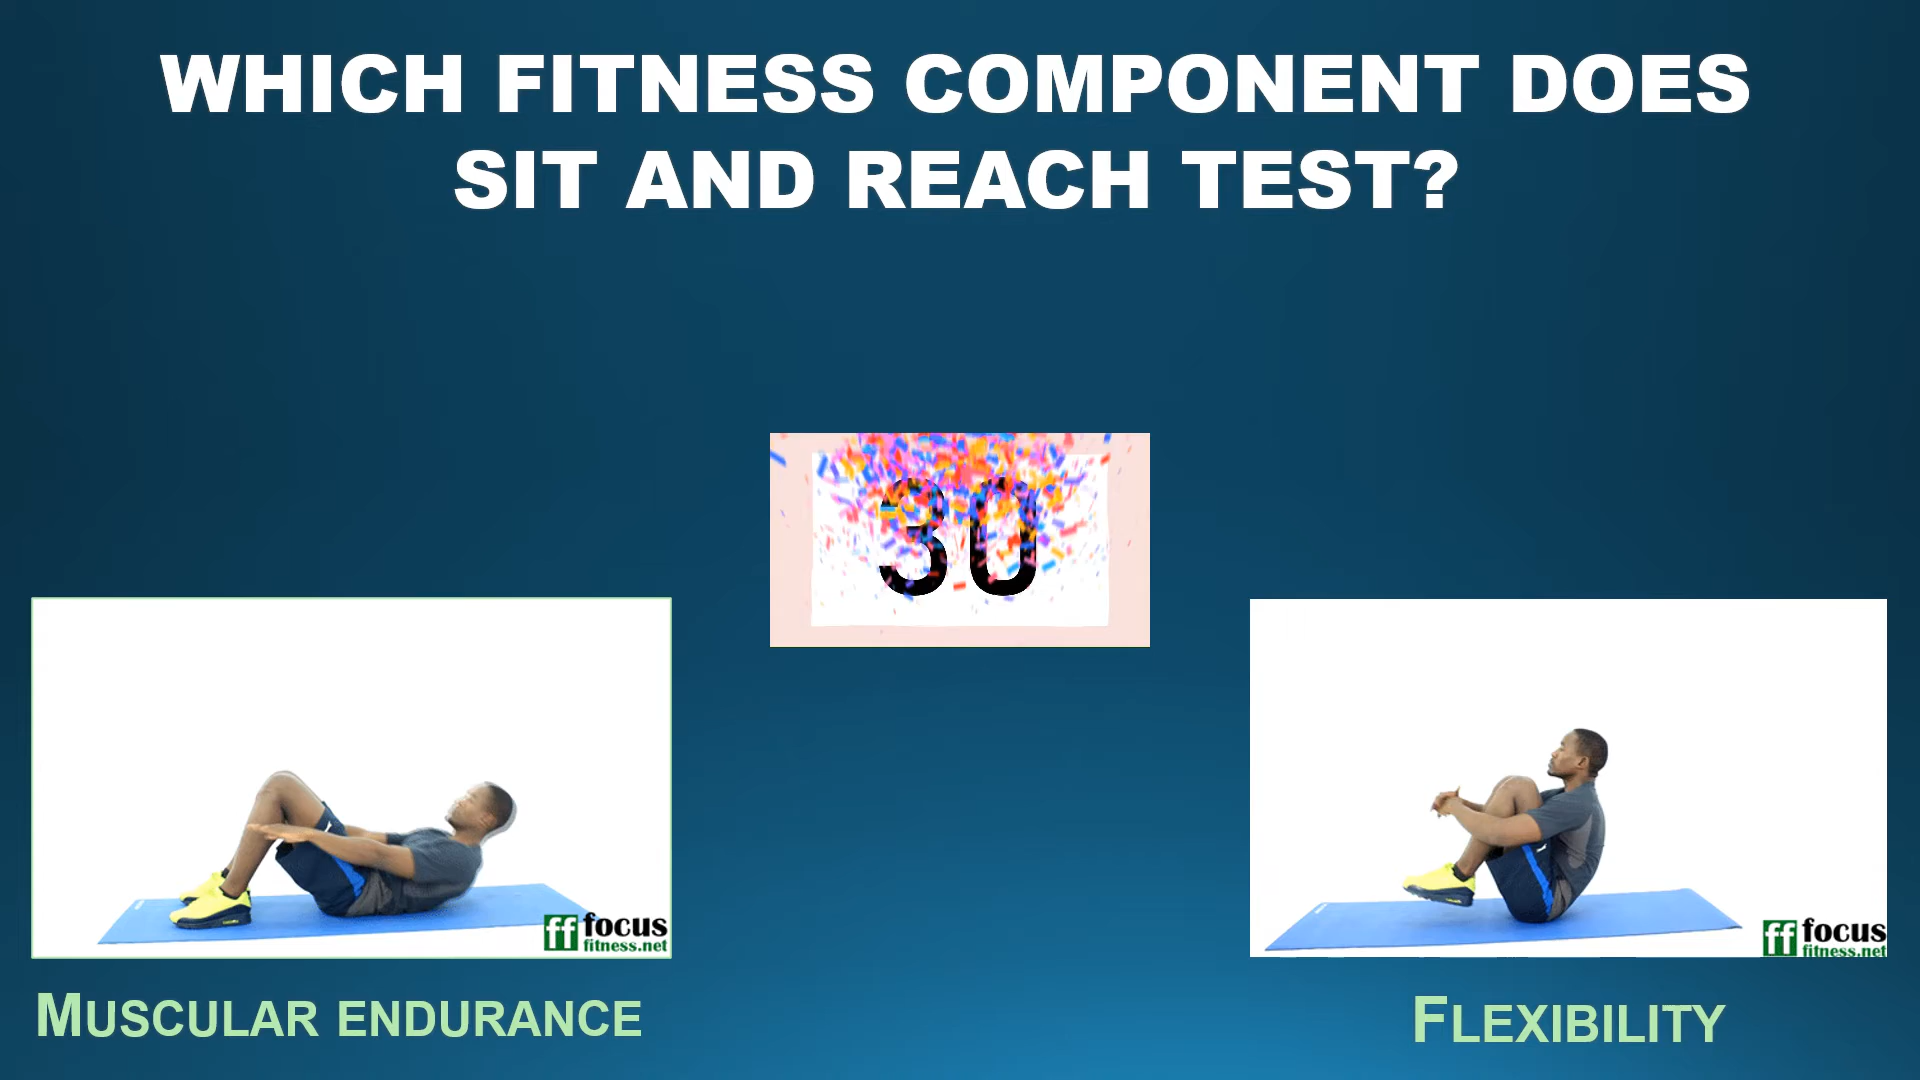 WHICH FITNESS COMPONENT DOES
SIT AND REACH TEST?
30
ff focus
fitness.net
ff focus
fitness.net
MUSCULAR ENDURANCE
FLEXIBILITY